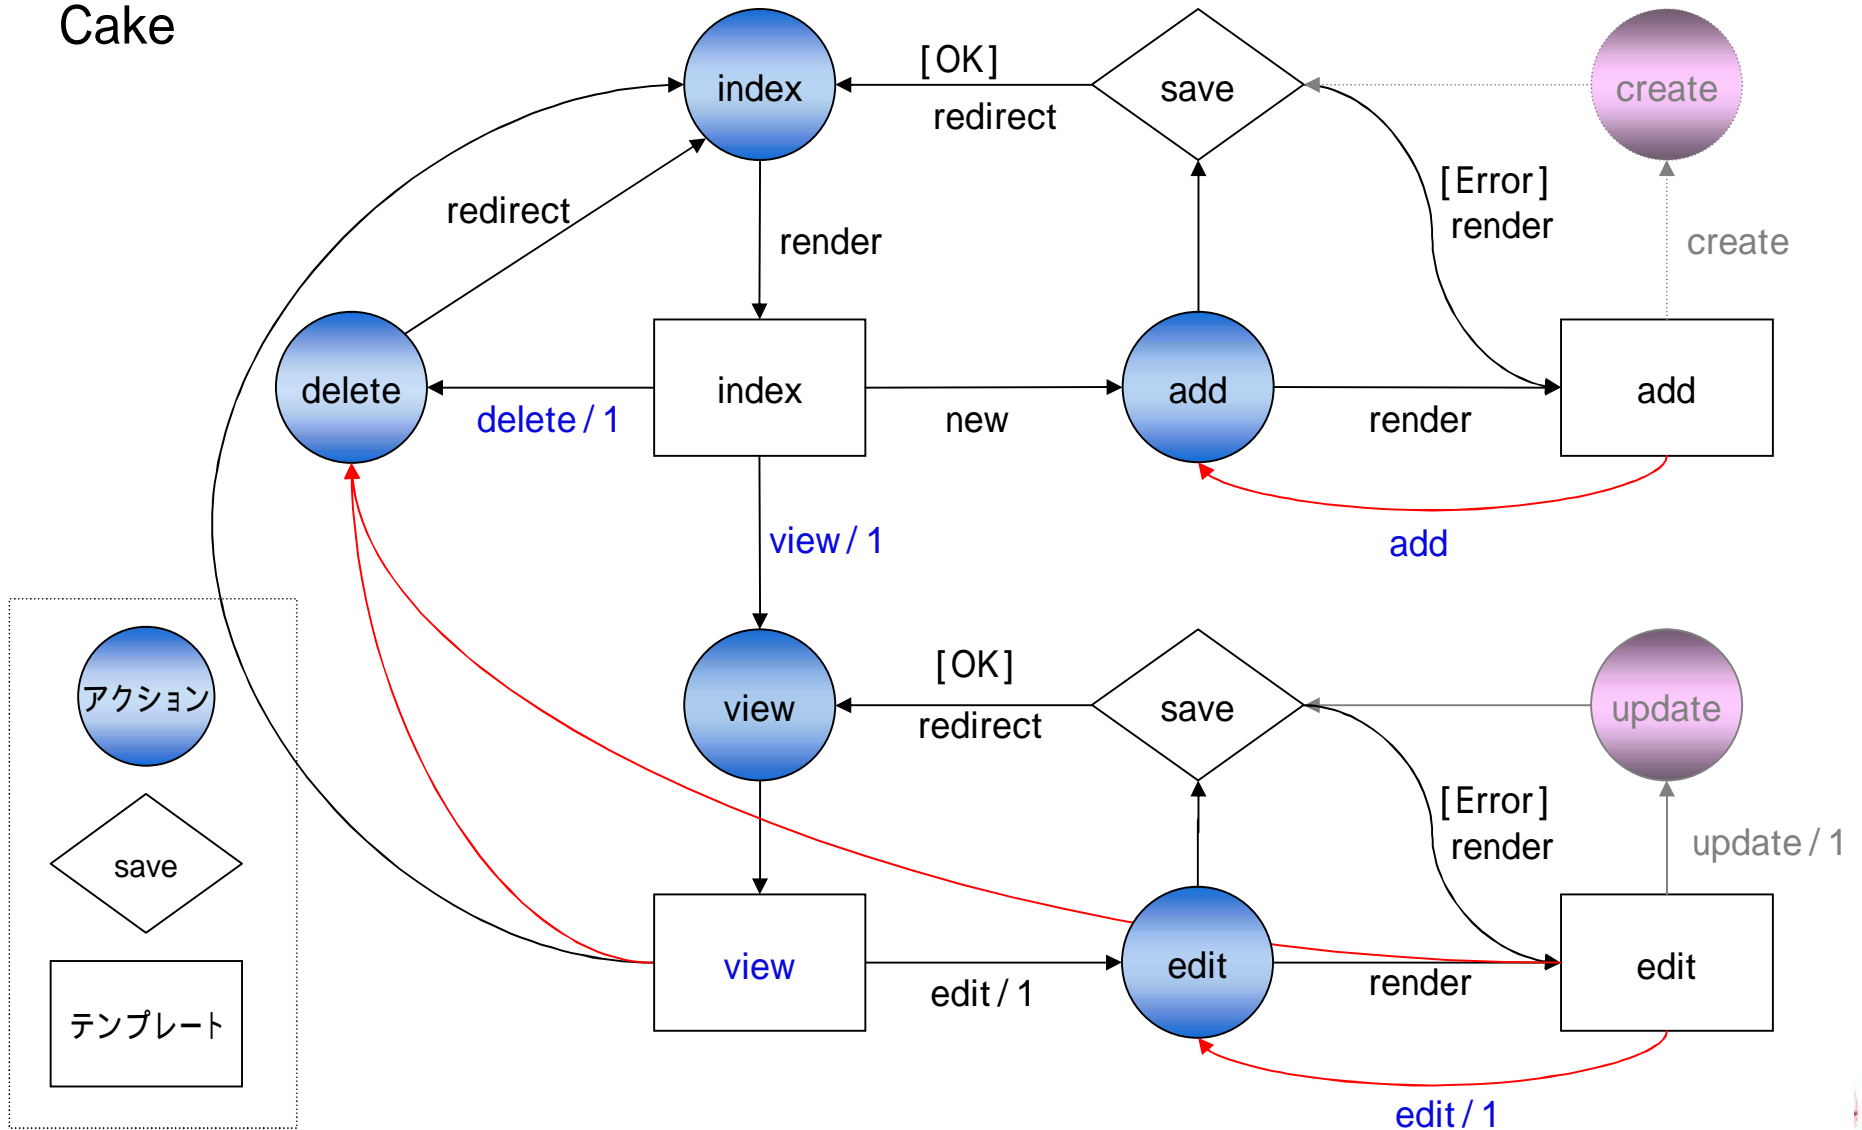 Cake
index
[OK]
redirect
save
create
[Error]
render
create
redirect
render
delete
delete / 1
index
new
add
render
add
view / 1
add
アクション
save
テンプレート
view
[OK]
redirect
save
update
[Error]
render
update / 1
view
edit / 1
edit
render
edit
edit / 1